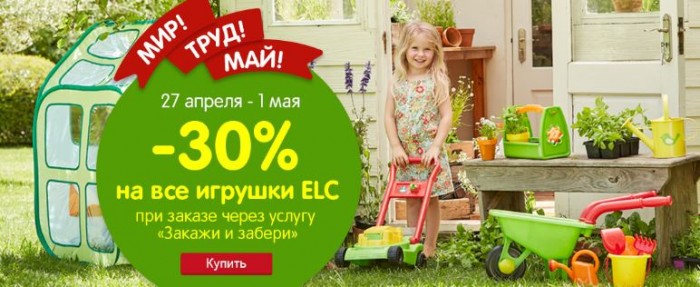 МИР!
ТРУД!
МАЙ!
27 апреля - 1 мая
-30%
на все игрушки ELC
при заказе через услугу
«Закажи и забери»
Купить